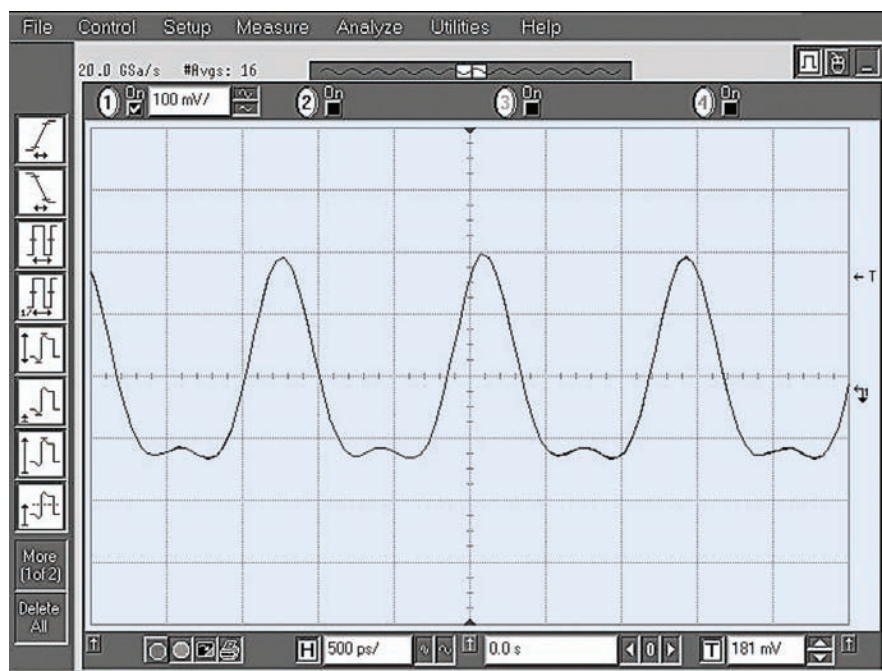 File Control Setup Measure Analyze Utilities Help
20.0 GSa/s #Avgs: 16
1 On 100 mV/ 2 On 3 On 4 On
T
More
(1of 2)
Delete
All
H 500 ps/ 0.0 s 0 T 181 mV